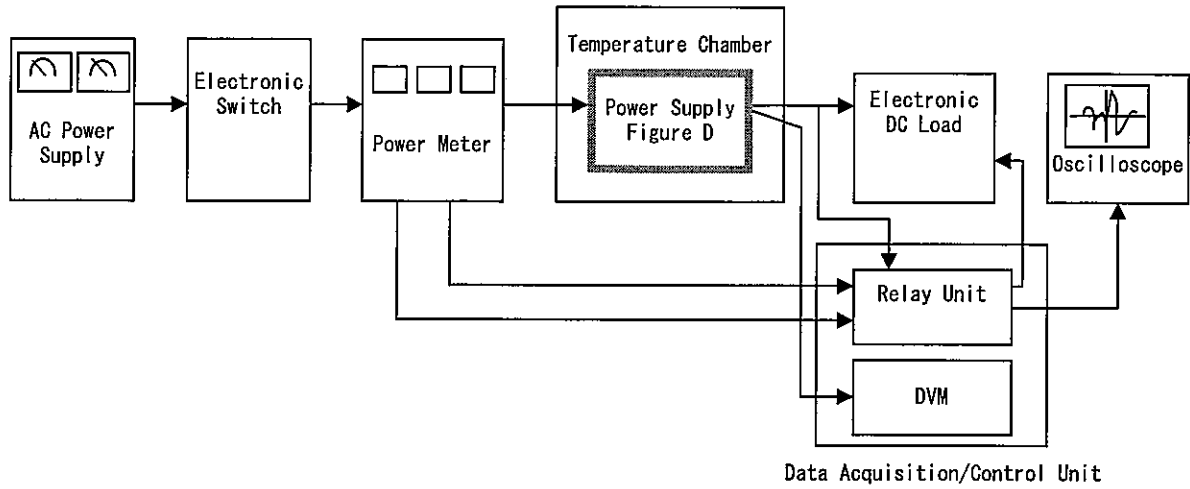 AC Power
Supply
Electronic
Switch
Power Meter
Temperature Chamber
Power Supply
Figure D
Electronic
DC Load
Oscilloscope
Relay Unit
DVM
Data Acquisition/Control Unit